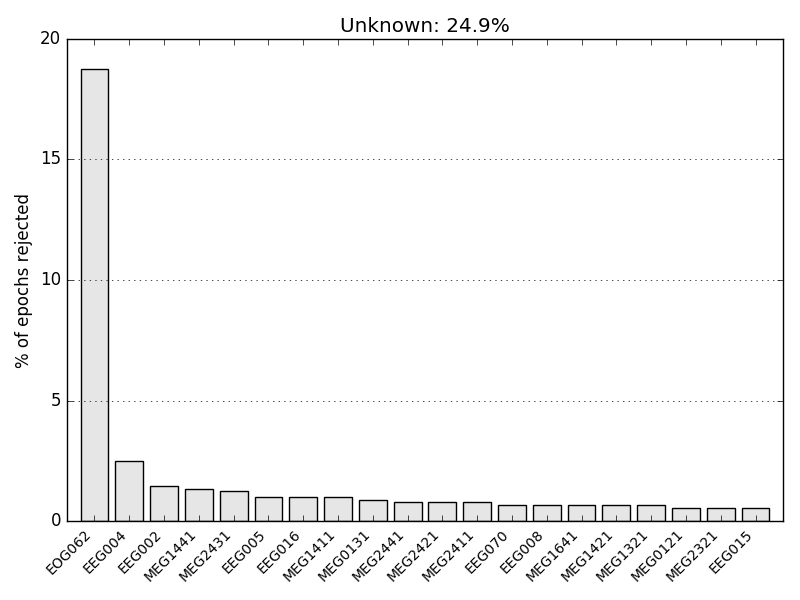 Unknown: 24.9%
% of epochs rejected
20
15
10
5
0
EOG062
EEG004
EEG002
MEG1441
MEG2431
EEG005
EEG016
MEG1411
MEG0131
MEG2441
MEG2421
MEG2411
EEG070
EEG008
MEG1641
MEG1421
MEG1321
MEG0121
MEG2321
EEG015